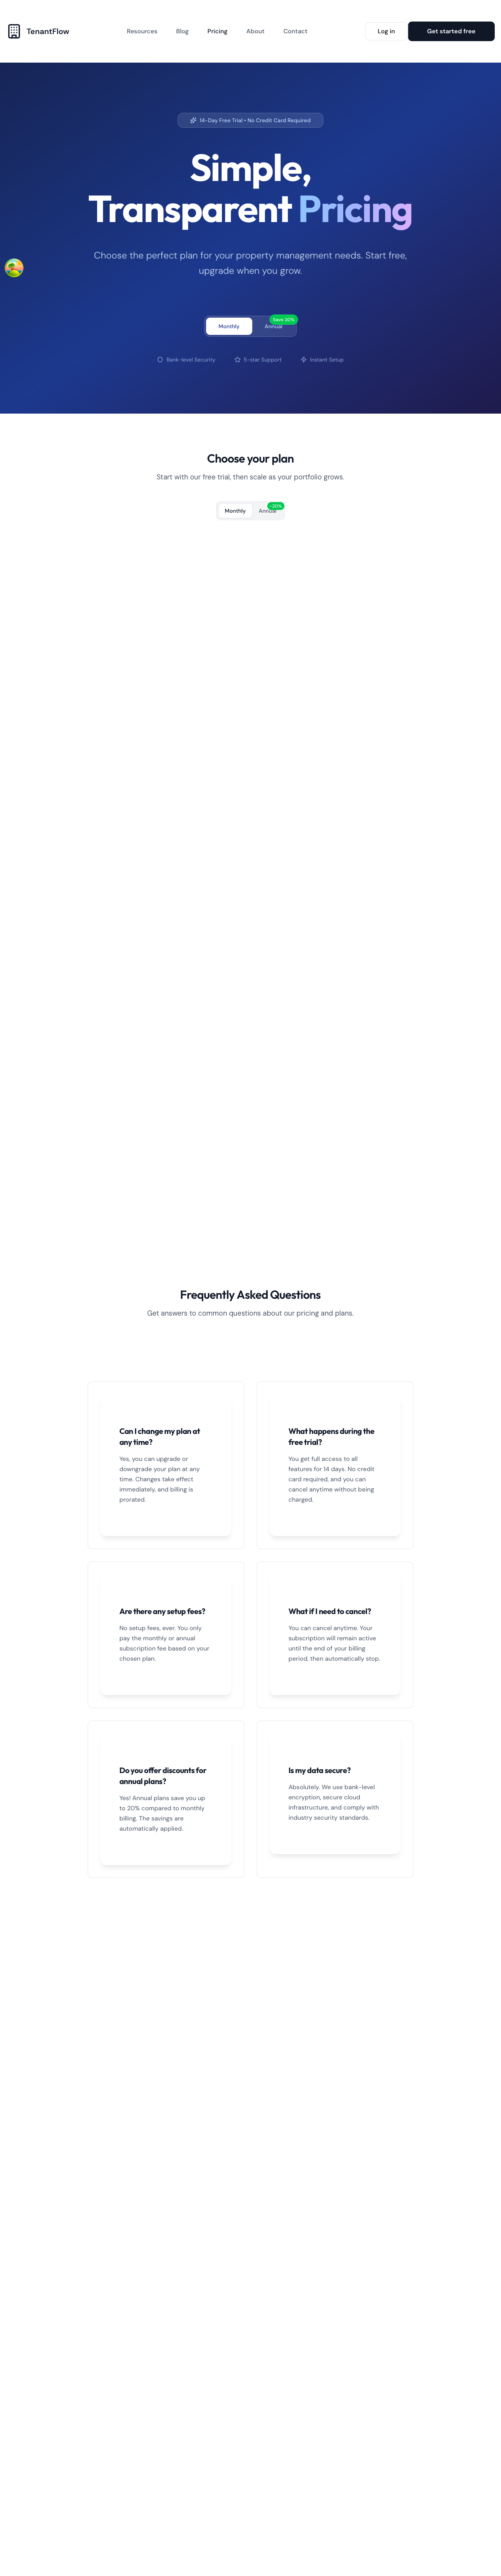 TenantFlow
Resources Blog Pricing About Contact
Log in
Get started free
14-Day Free Trial • No Credit Card Required
Simple,
Transparent Pricing
Choose the perfect plan for your property management needs. Start free,
upgrade when you grow.
Monthly
Annual
Save 20%
Bank-level Security
5-star Support
Instant Setup
Choose your plan
Start with our free trial, then scale as your portfolio grows.
Monthly
Annual
-20%
Frequently Asked Questions
Get answers to common questions about our pricing and plans.
Can I change my plan at
any time?
Yes, you can upgrade or
downgrade your plan at any
time. Changes take effect
immediately, and billing is
prorated.
What happens during the
free trial?
You get full access to all
features for 14 days. No credit
card required, and you can
cancel anytime without being
charged.
Are there any setup fees?
No setup fees, ever. You only
pay the monthly or annual
subscription fee based on your
chosen plan.
What if I need to cancel?
You can cancel anytime. Your
subscription will remain active
until the end of your billing
period, then automatically stop.
Do you offer discounts for
annual plans?
Yes! Annual plans save you up
to 20% compared to monthly
billing. The savings are
automatically applied.
Is my data secure?
Absolutely. We use bank-level
encryption, secure cloud
infrastructure, and comply with
industry security standards.